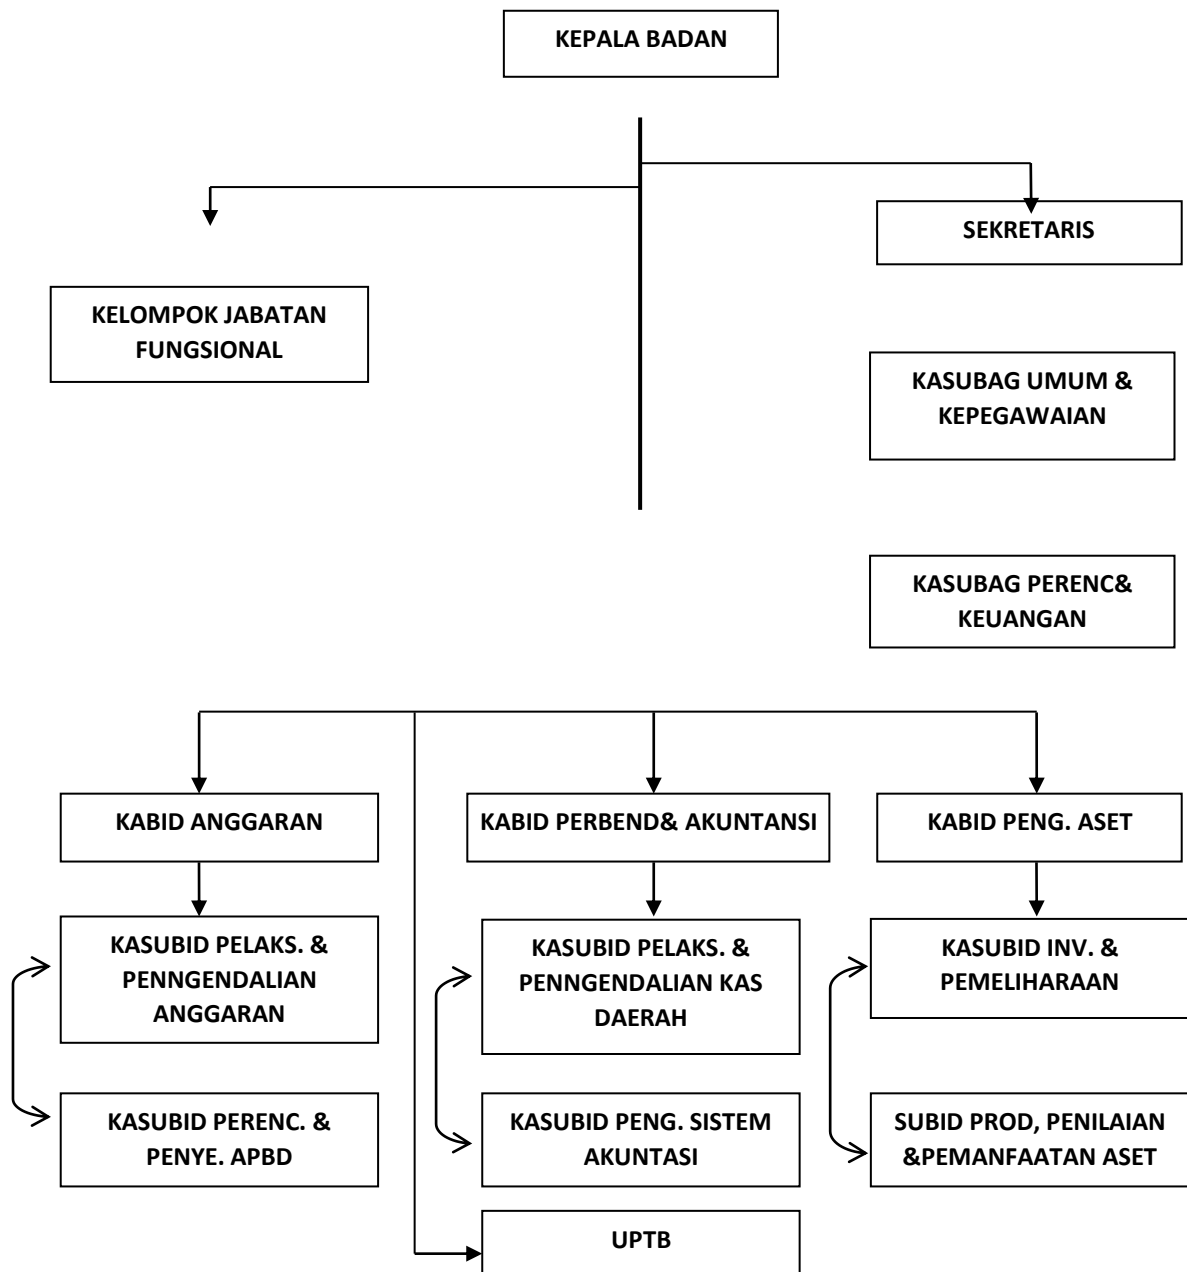 KEPALA BADAN
SEKRETARIS
KELOMPOK JABATAN
FUNGSIONAL
KASUBAG UMUM &
KEPEGAWAIAN
KASUBAG PERENC&
KEUANGAN
KABID ANGGARAN
KABID PERBEND& AKUNTANSI
KABID PENG. ASET
KASUBID PELAKS. &
PENNGENDALIAN
ANGGARAN
KASUBID PELAKS. &
PENNGENDALIAN KAS
DAERAH
KASUBID INV. &
PEMELIHARAAN
KASUBID PERENC. &
PENYE. APBD
KASUBID PENG. SISTEM
AKUNTASI
SUBID PROD, PENILAIAN
&PEMANFAATAN ASET
UPTB